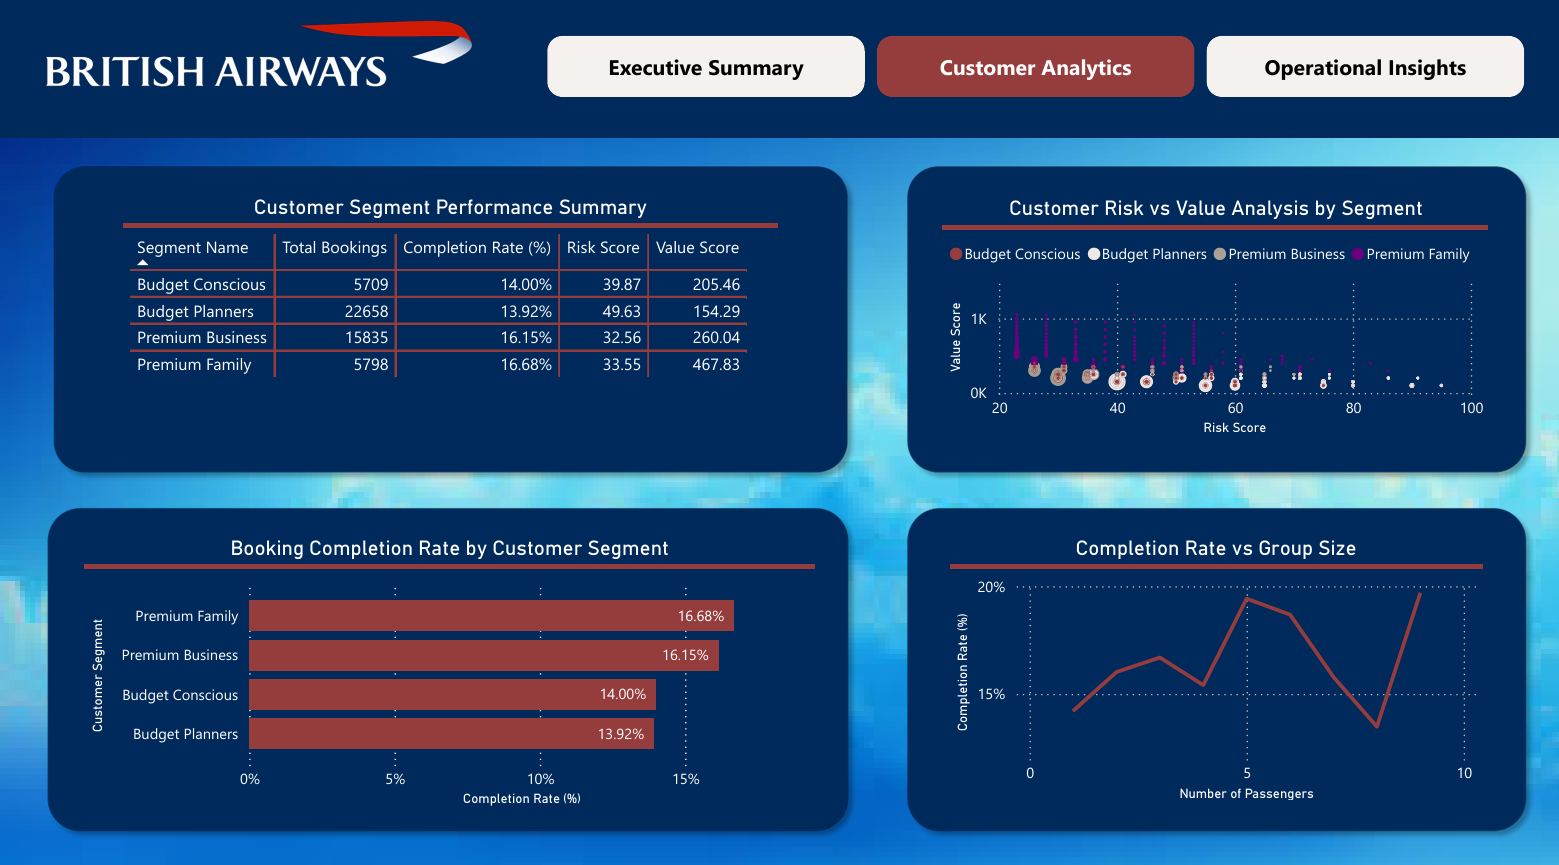 BRITISH AIRWAYS
Executive Summary
Customer Analytics
Operational Insights
Customer Segment Performance Summary
Segment Name Total Bookings Completion Rate (%) Risk Score Value Score
Budget Conscious 5709 14.00% 39.87 205.46
Budget Planners 22658 13.92% 49.63 154.29
Premium Business 15835 16.15% 32.56 260.04
Premium Family 5798 16.68% 33.55 467.83
Customer Risk vs Value Analysis by Segment
Budget Conscious Budget Planners Premium Business Premium Family
Value Score
1K
0K
20 40 60 80 100
Risk Score
Booking Completion Rate by Customer Segment
Customer Segment
Premium Family 16.68%
Premium Business 16.15%
Budget Conscious 14.00%
Budget Planners 13.92%
0% 5% 10% 15%
Completion Rate (%)
Completion Rate vs Group Size
Completion Rate (%)
20%
15%
0 5 10
Number of Passengers